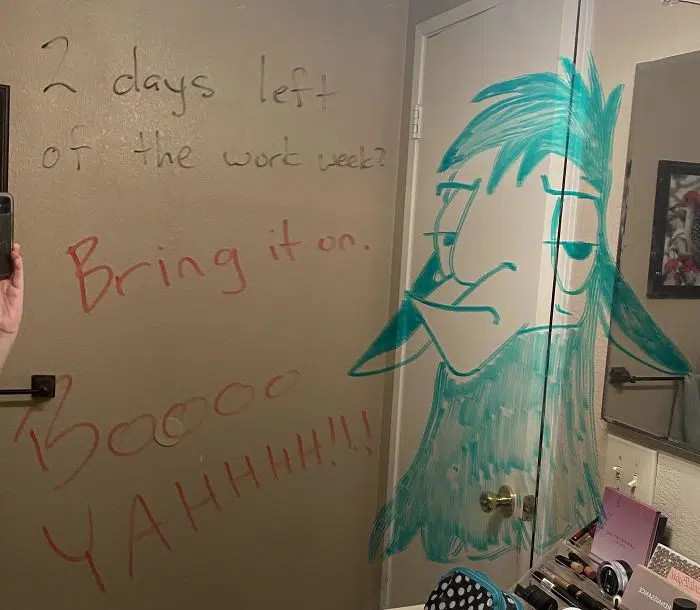 2 days left
of the work week?
Bring it on.
Boooo
YAHHHH!!!